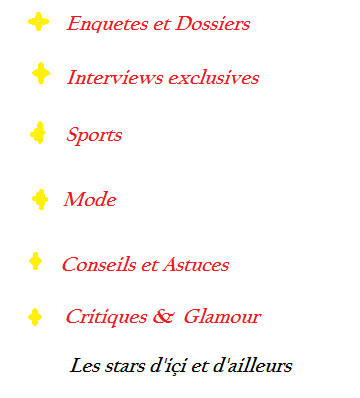 Enquetes et Dossiers
Interviews exclusives
Sports
Mode
Conseils et Astuces
Critiques & Glamour
Les stars d'içi et d'ailleurs